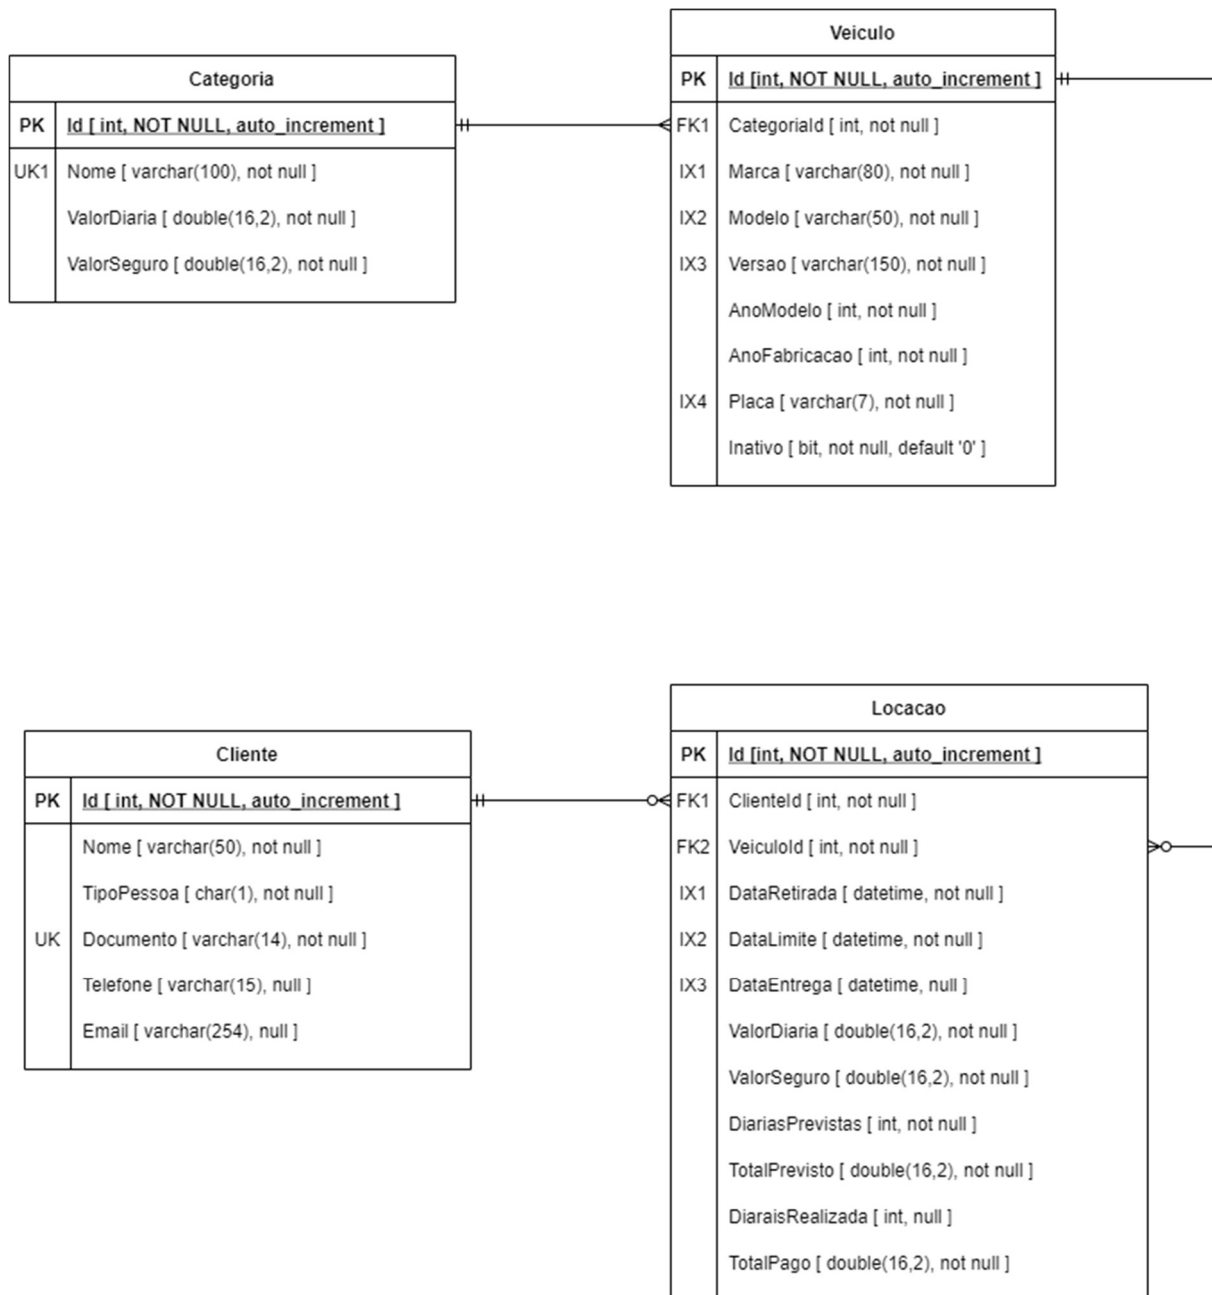 Categoria
PK Id [ int, NOT NULL, auto_increment ]
UK1 Nome [ varchar(100), not null ]
ValorDiaria [ double(16,2), not null ]
ValorSeguro [ double(16,2), not null ]
Veiculo
PK Id [int, NOT NULL, auto_increment ]
FK1 CategoriaId [ int, not null ]
IX1 Marca [ varchar(80), not null ]
IX2 Modelo [ varchar(50), not null ]
IX3 Versao [ varchar(150), not null ]
AnoModelo [ int, not null ]
AnoFabricacao [ int, not null ]
IX4 Placa [ varchar(7), not null ]
Inativo [ bit, not null, default '0' ]
Cliente
PK Id [ int, NOT NULL, auto_increment ]
Nome [ varchar(50), not null ]
TipoPessoa [ char(1), not null ]
UK Documento [ varchar(14), not null ]
Telefone [ varchar(15), null ]
Email [ varchar(254), null ]
Locacao
PK Id [int, NOT NULL, auto_increment ]
FK1 ClienteId [ int, not null ]
FK2 VeiculoId [ int, not null ]
IX1 DataRetirada [ datetime, not null ]
IX2 DataLimite [ datetime, not null ]
IX3 DataEntrega [ datetime, null ]
ValorDiaria [ double(16,2), not null ]
ValorSeguro [ double(16,2), not null ]
DiariasPrevistas [ int, not null ]
TotalPrevisto [ double(16,2), not null ]
DiaraisRealizada [ int, null ]
TotalPago [ double(16,2), not null ]